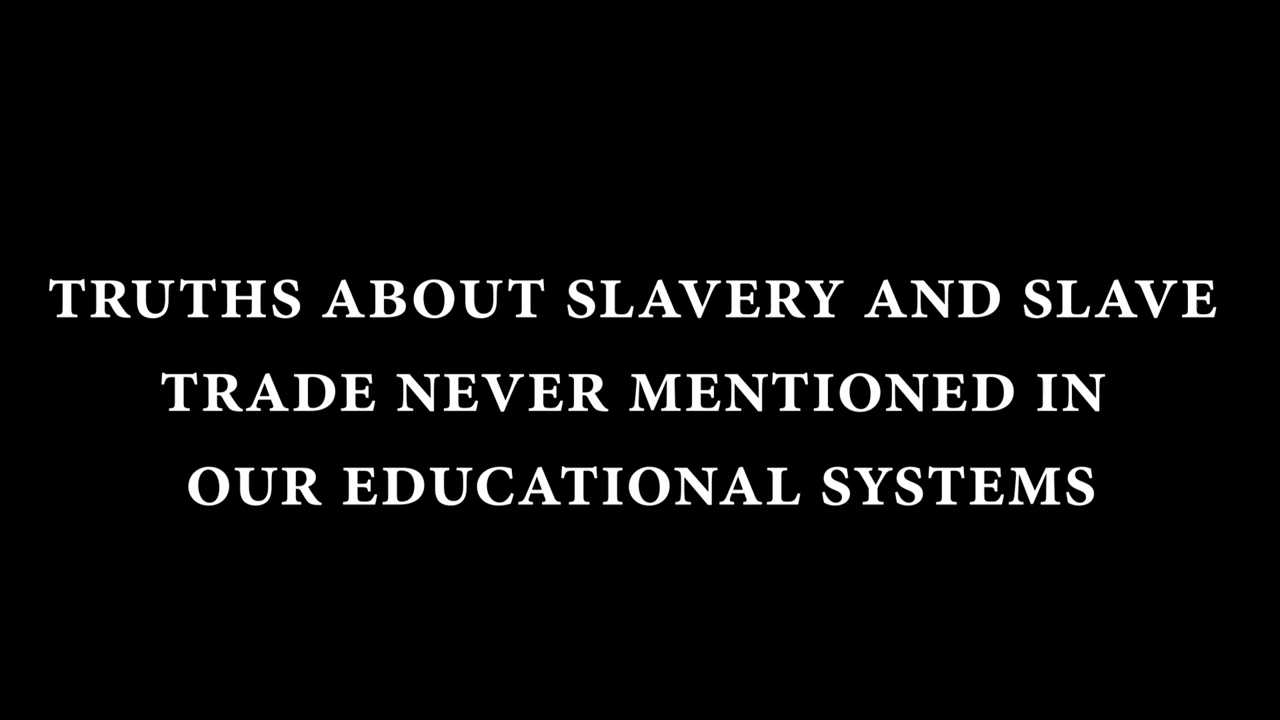 TRUTHS ABOUT SLAVERY AND SLAVE
TRADE NEVER MENTIONED IN
OUR EDUCATIONAL SYSTEMS